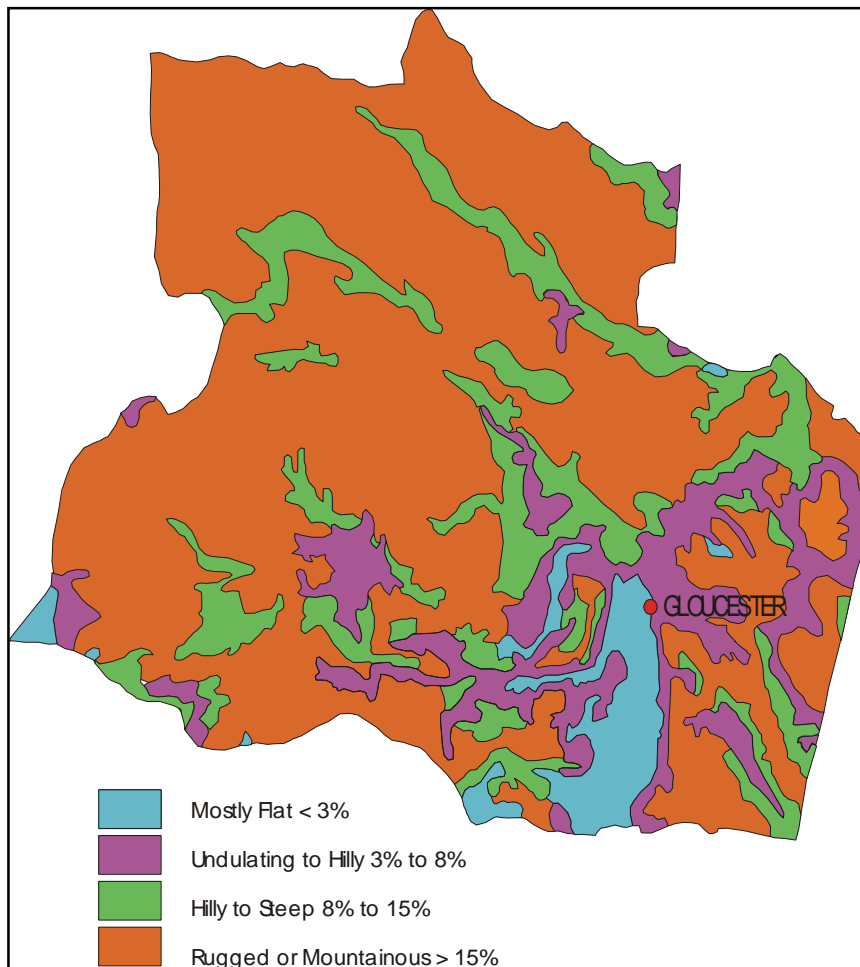 GLOUCESTER
Mostly Flat < 3%
Undulating to Hilly 3% to 8%
Hilly to Steep 8% to 15%
Rugged or Mountainous > 15%